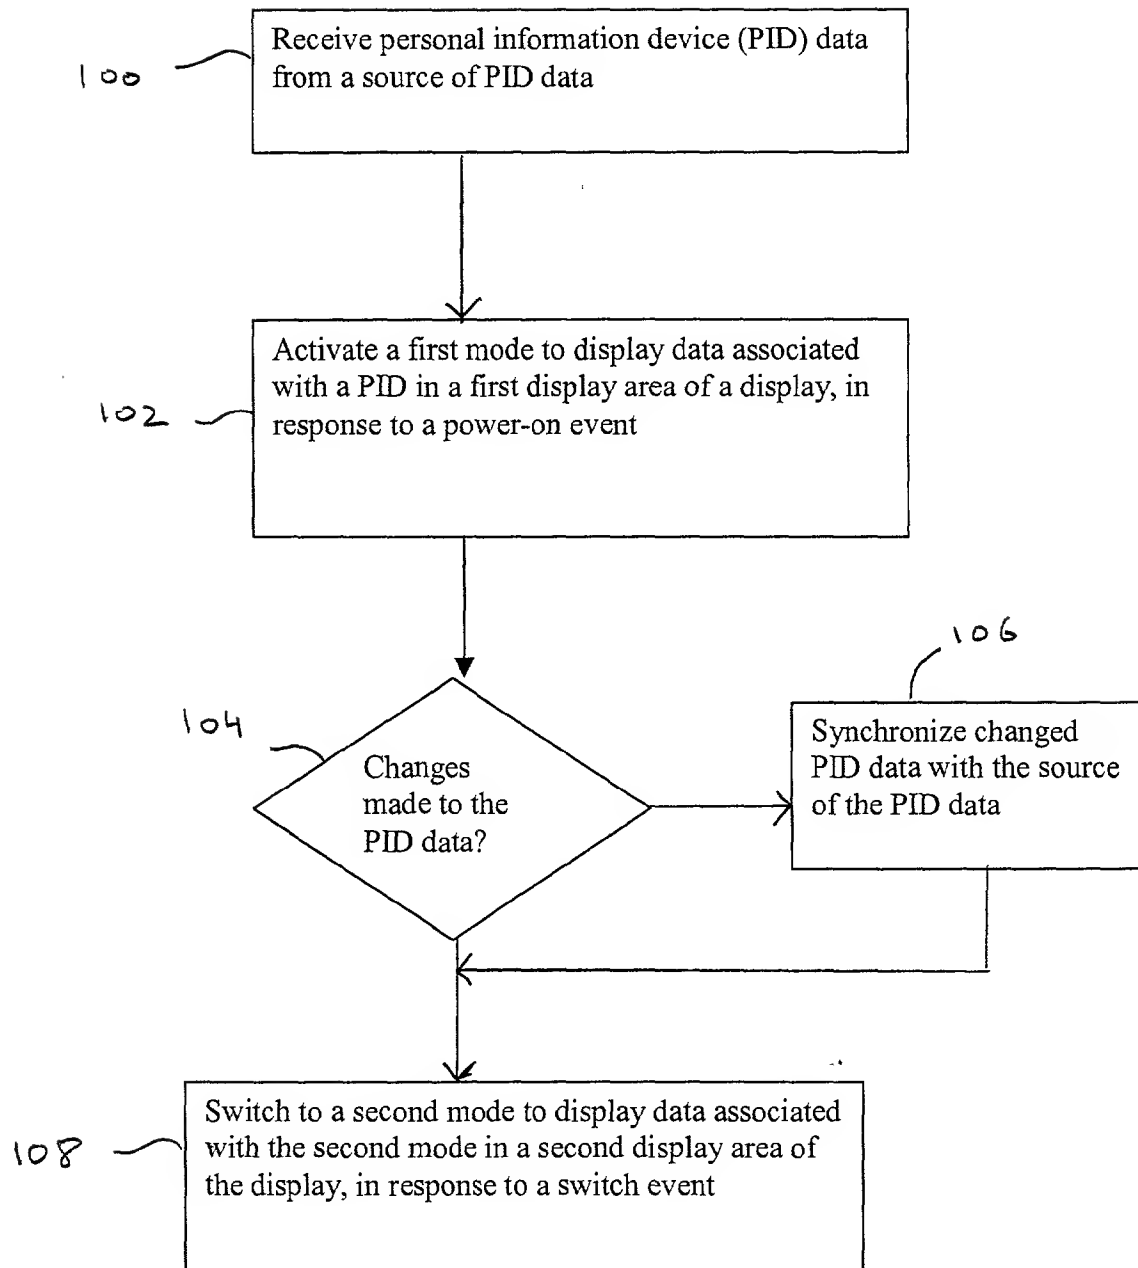 100
Receive personal information device (PID) data
from a source of PID data
102
Activate a first mode to display data associated
with a PID in a first display area of a display, in
response to a power-on event
104
Changes
made to the
PID data?
106
Synchronize changed
PID data with the source
of the PID data
108
Switch to a second mode to display data associated
with the second mode in a second display area of
the display, in response to a switch event